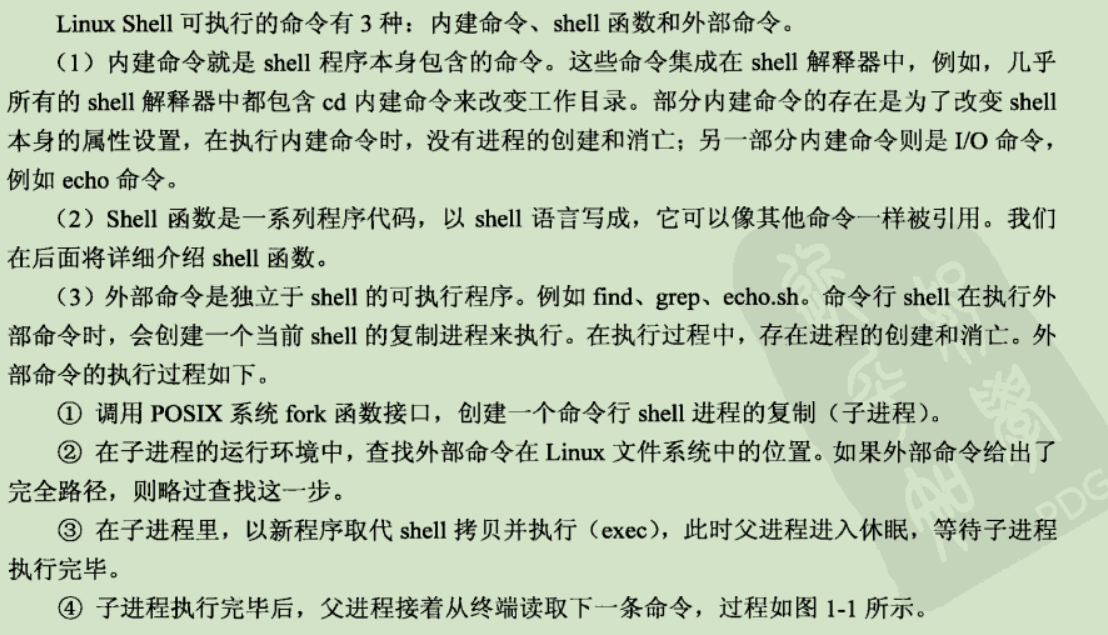 Linux Shell 可执行的命令有 3 种：内建命令、shell 函数和外部命令。
（1）内建命令就是 shell 程序本身包含的命令。这些命令集成在 shell 解释器中，例如，几乎
所有的 shell 解释器中都包含 cd 内建命令来改变工作目录。部分内建命令的存在是为了改变 shell
本身的属性设置，在执行内建命令时，没有进程的创建和消亡；另一部分内建命令则是 I/O 命令，
例如 echo 命令。
（2）Shell 函数是一系列程序代码，以 shell 语言写成，它可以像其他命令一样被引用。我们
在后面将详细介绍 shell 函数。
（3）外部命令是独立于 shell 的可执行程序。例如 find、grep、echo.sh。命令行 shell 在执行外
部命令时，会创建一个当前 shell 的复制进程来执行。在执行过程中，存在进程的创建和消亡。外
部命令的执行过程如下。
① 调用 POSIX 系统 fork 函数接口，创建一个命令行 shell 进程的复制（子进程）。
② 在子进程的运行环境中，查找外部命令在 Linux 文件系统中的位置。如果外部命令给出了
完全路径，则略过查找这一步。
③ 在子进程里，以新程序取代 shell 拷贝并执行（exec），此时父进程进入休眠，等待子进程
执行完毕。
④ 子进程执行完毕后，父进程接着从终端读取下一条命令，过程如图 1-1 所示。
PDG